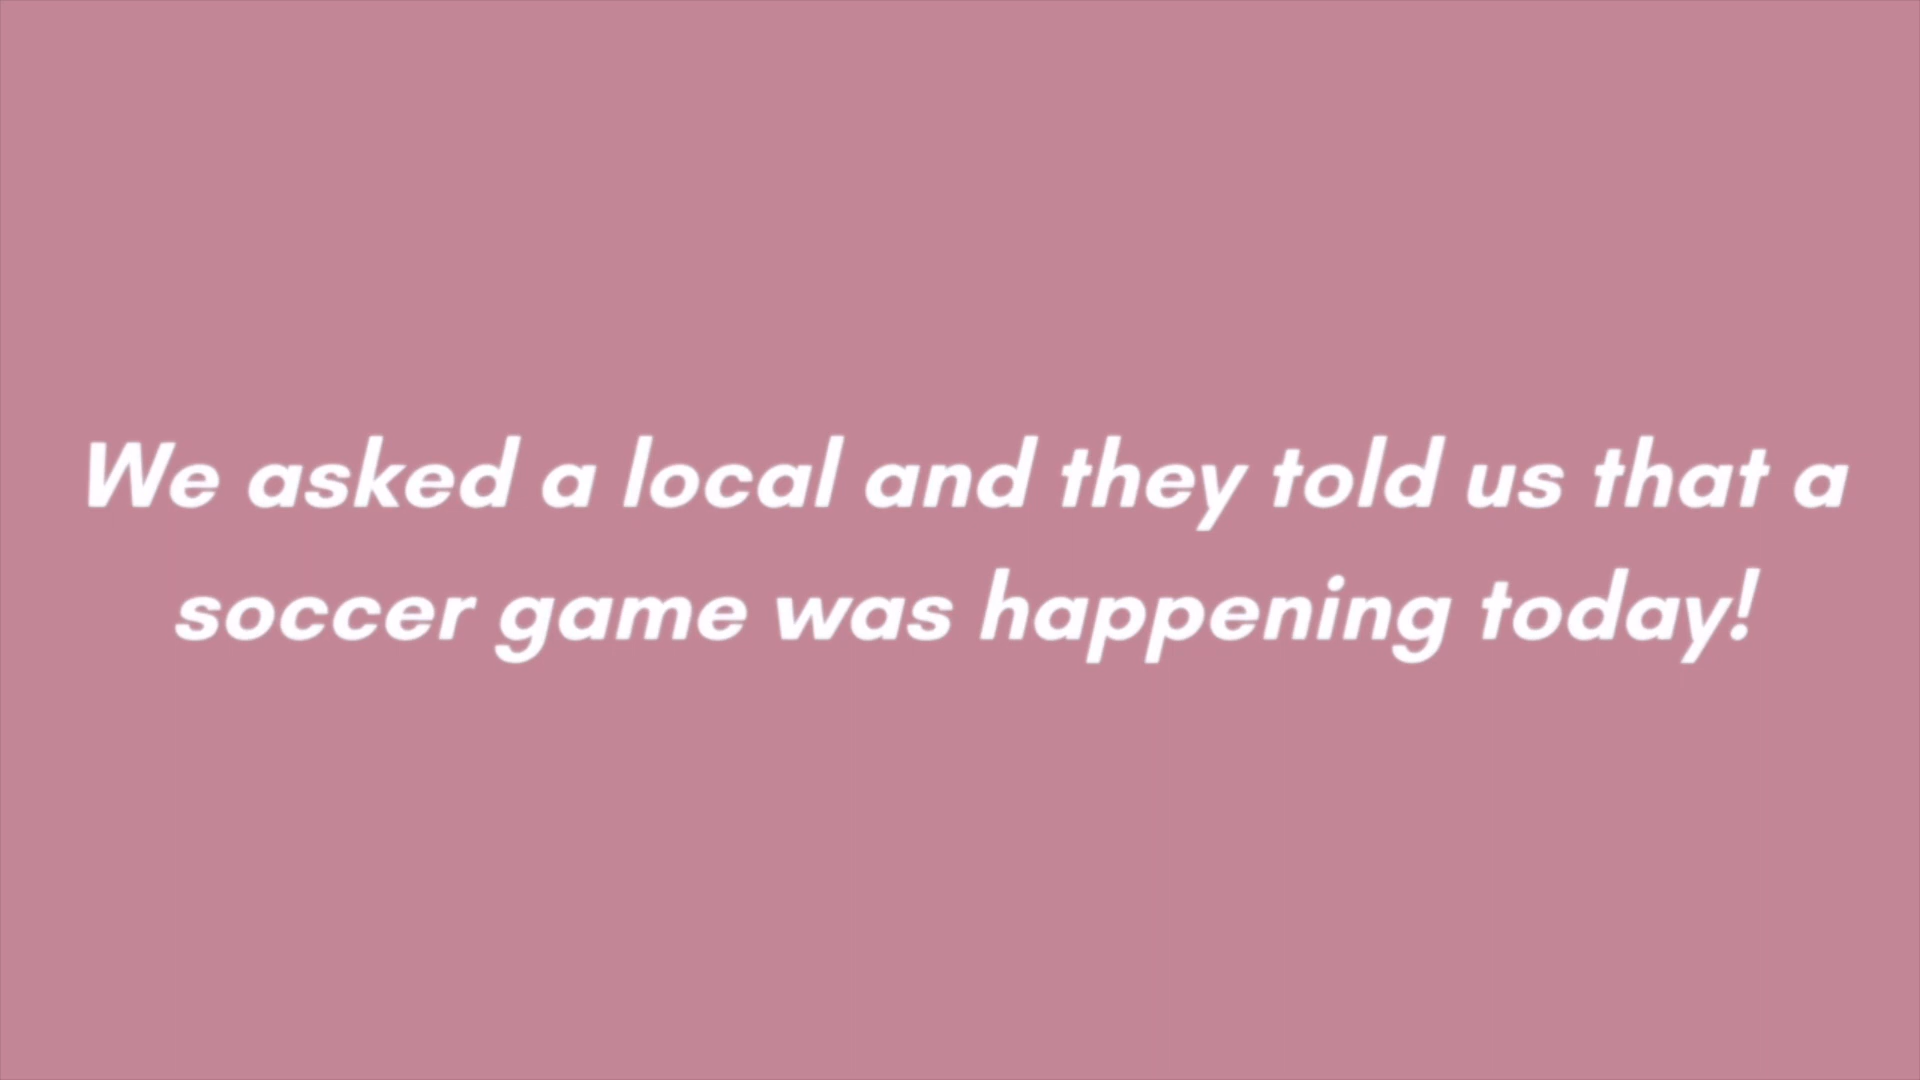 We asked a local and they told us that a
soccer game was happening today!